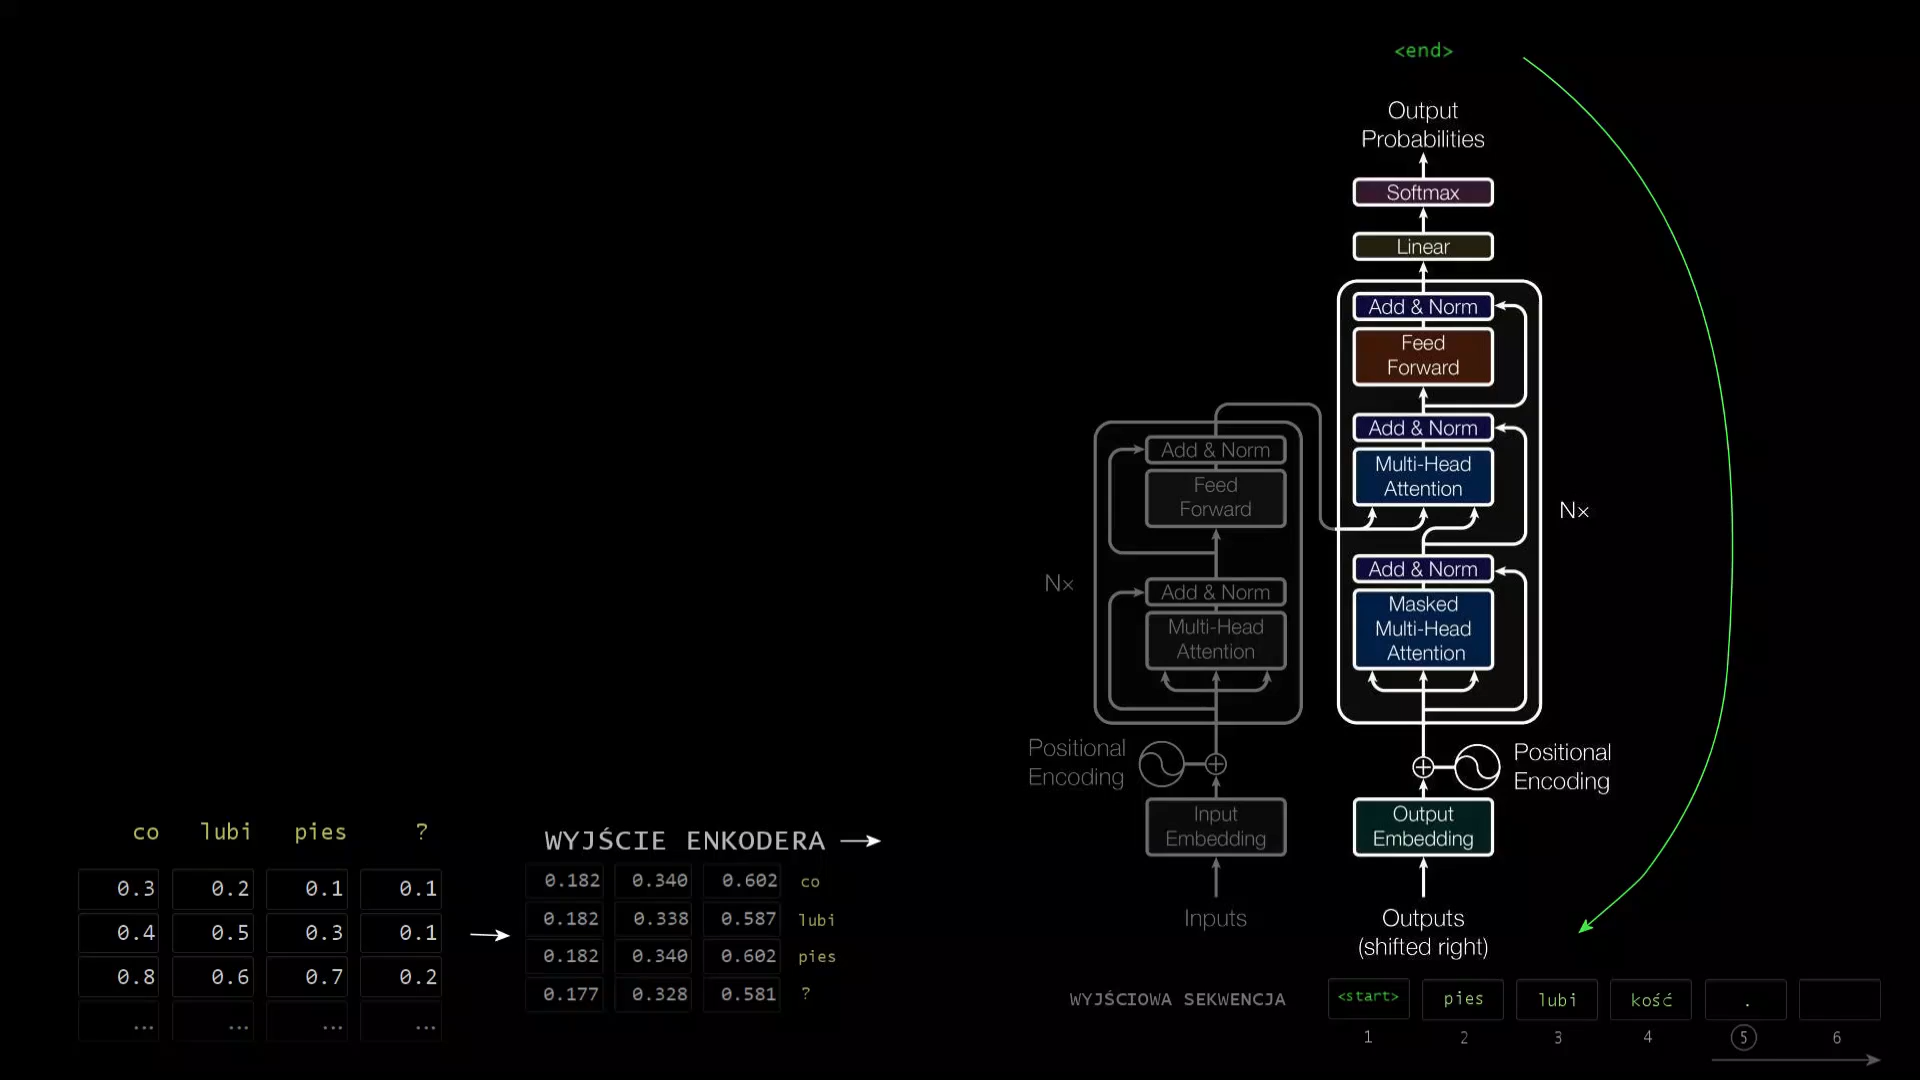 <end>
Output
Probabilities
Softmax
Linear
Add & Norm
Feed
Forward
Add & Norm
Multi-Head
Attention
Nx
Add & Norm
Masked
Multi-Head
Attention
Positional
Encoding
Output
Embedding
Outputs
(shifted right)
Add & Norm
Feed
Forward
Nx
Add & Norm
Multi-Head
Attention
Positional
Encoding
Input
Embedding
Inputs
co lubi pies ?
0.3 0.2 0.1 0.1
0.4 0.5 0.3 0.1
0.8 0.6 0.7 0.2
... ... ... ...
WYJŚCIE ENKODERA
0.182 0.340 0.602 co
0.182 0.338 0.587 lubi
0.182 0.340 0.602 pies
0.177 0.328 0.581 ?
WYJŚCIOWA SEKWENCJA <start> pies lubi kość .
1 2 3 4 5 6